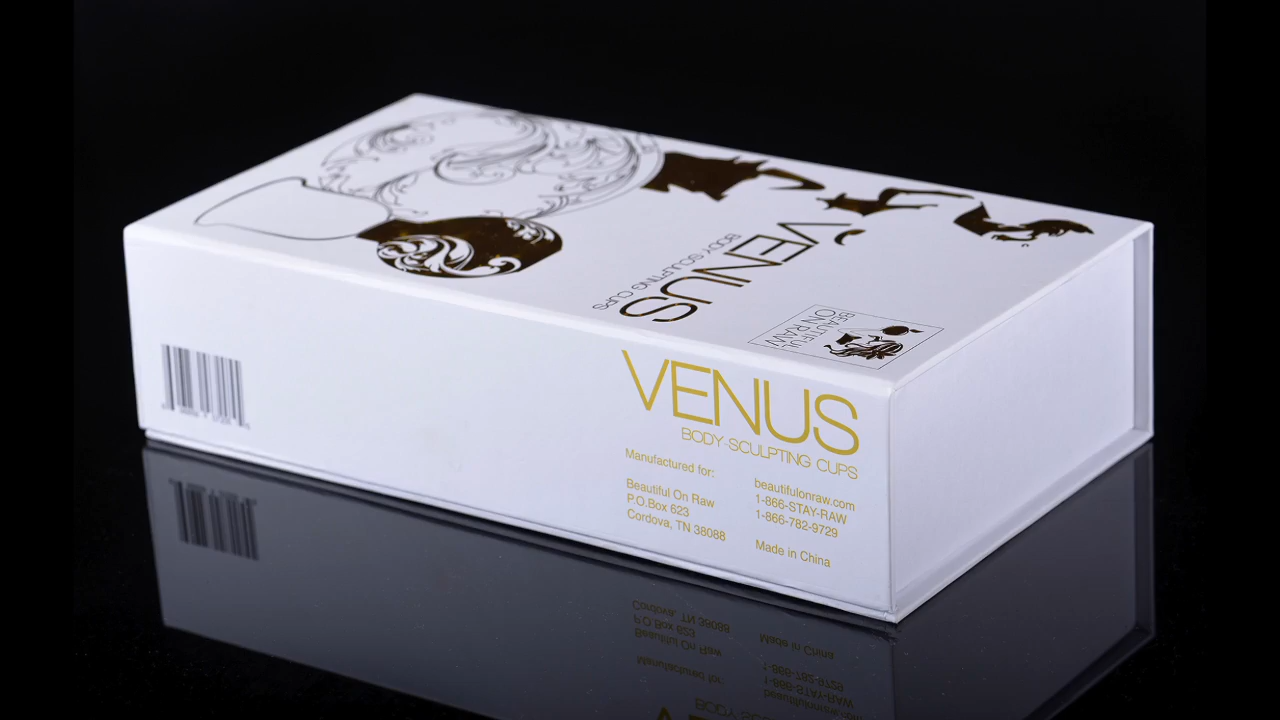 VENUS
BODY-SCULPTING CUPS
BEAUTIFUL
ON RAW
VENUS
BODY-SCULPTING CUPS
Manufactured for:
Beautiful On Raw
P.O.Box 623
Cordova, TN 38088
beautifulonraw.com
1-866-STAY-RAW
1-866-782-9729
Made in China